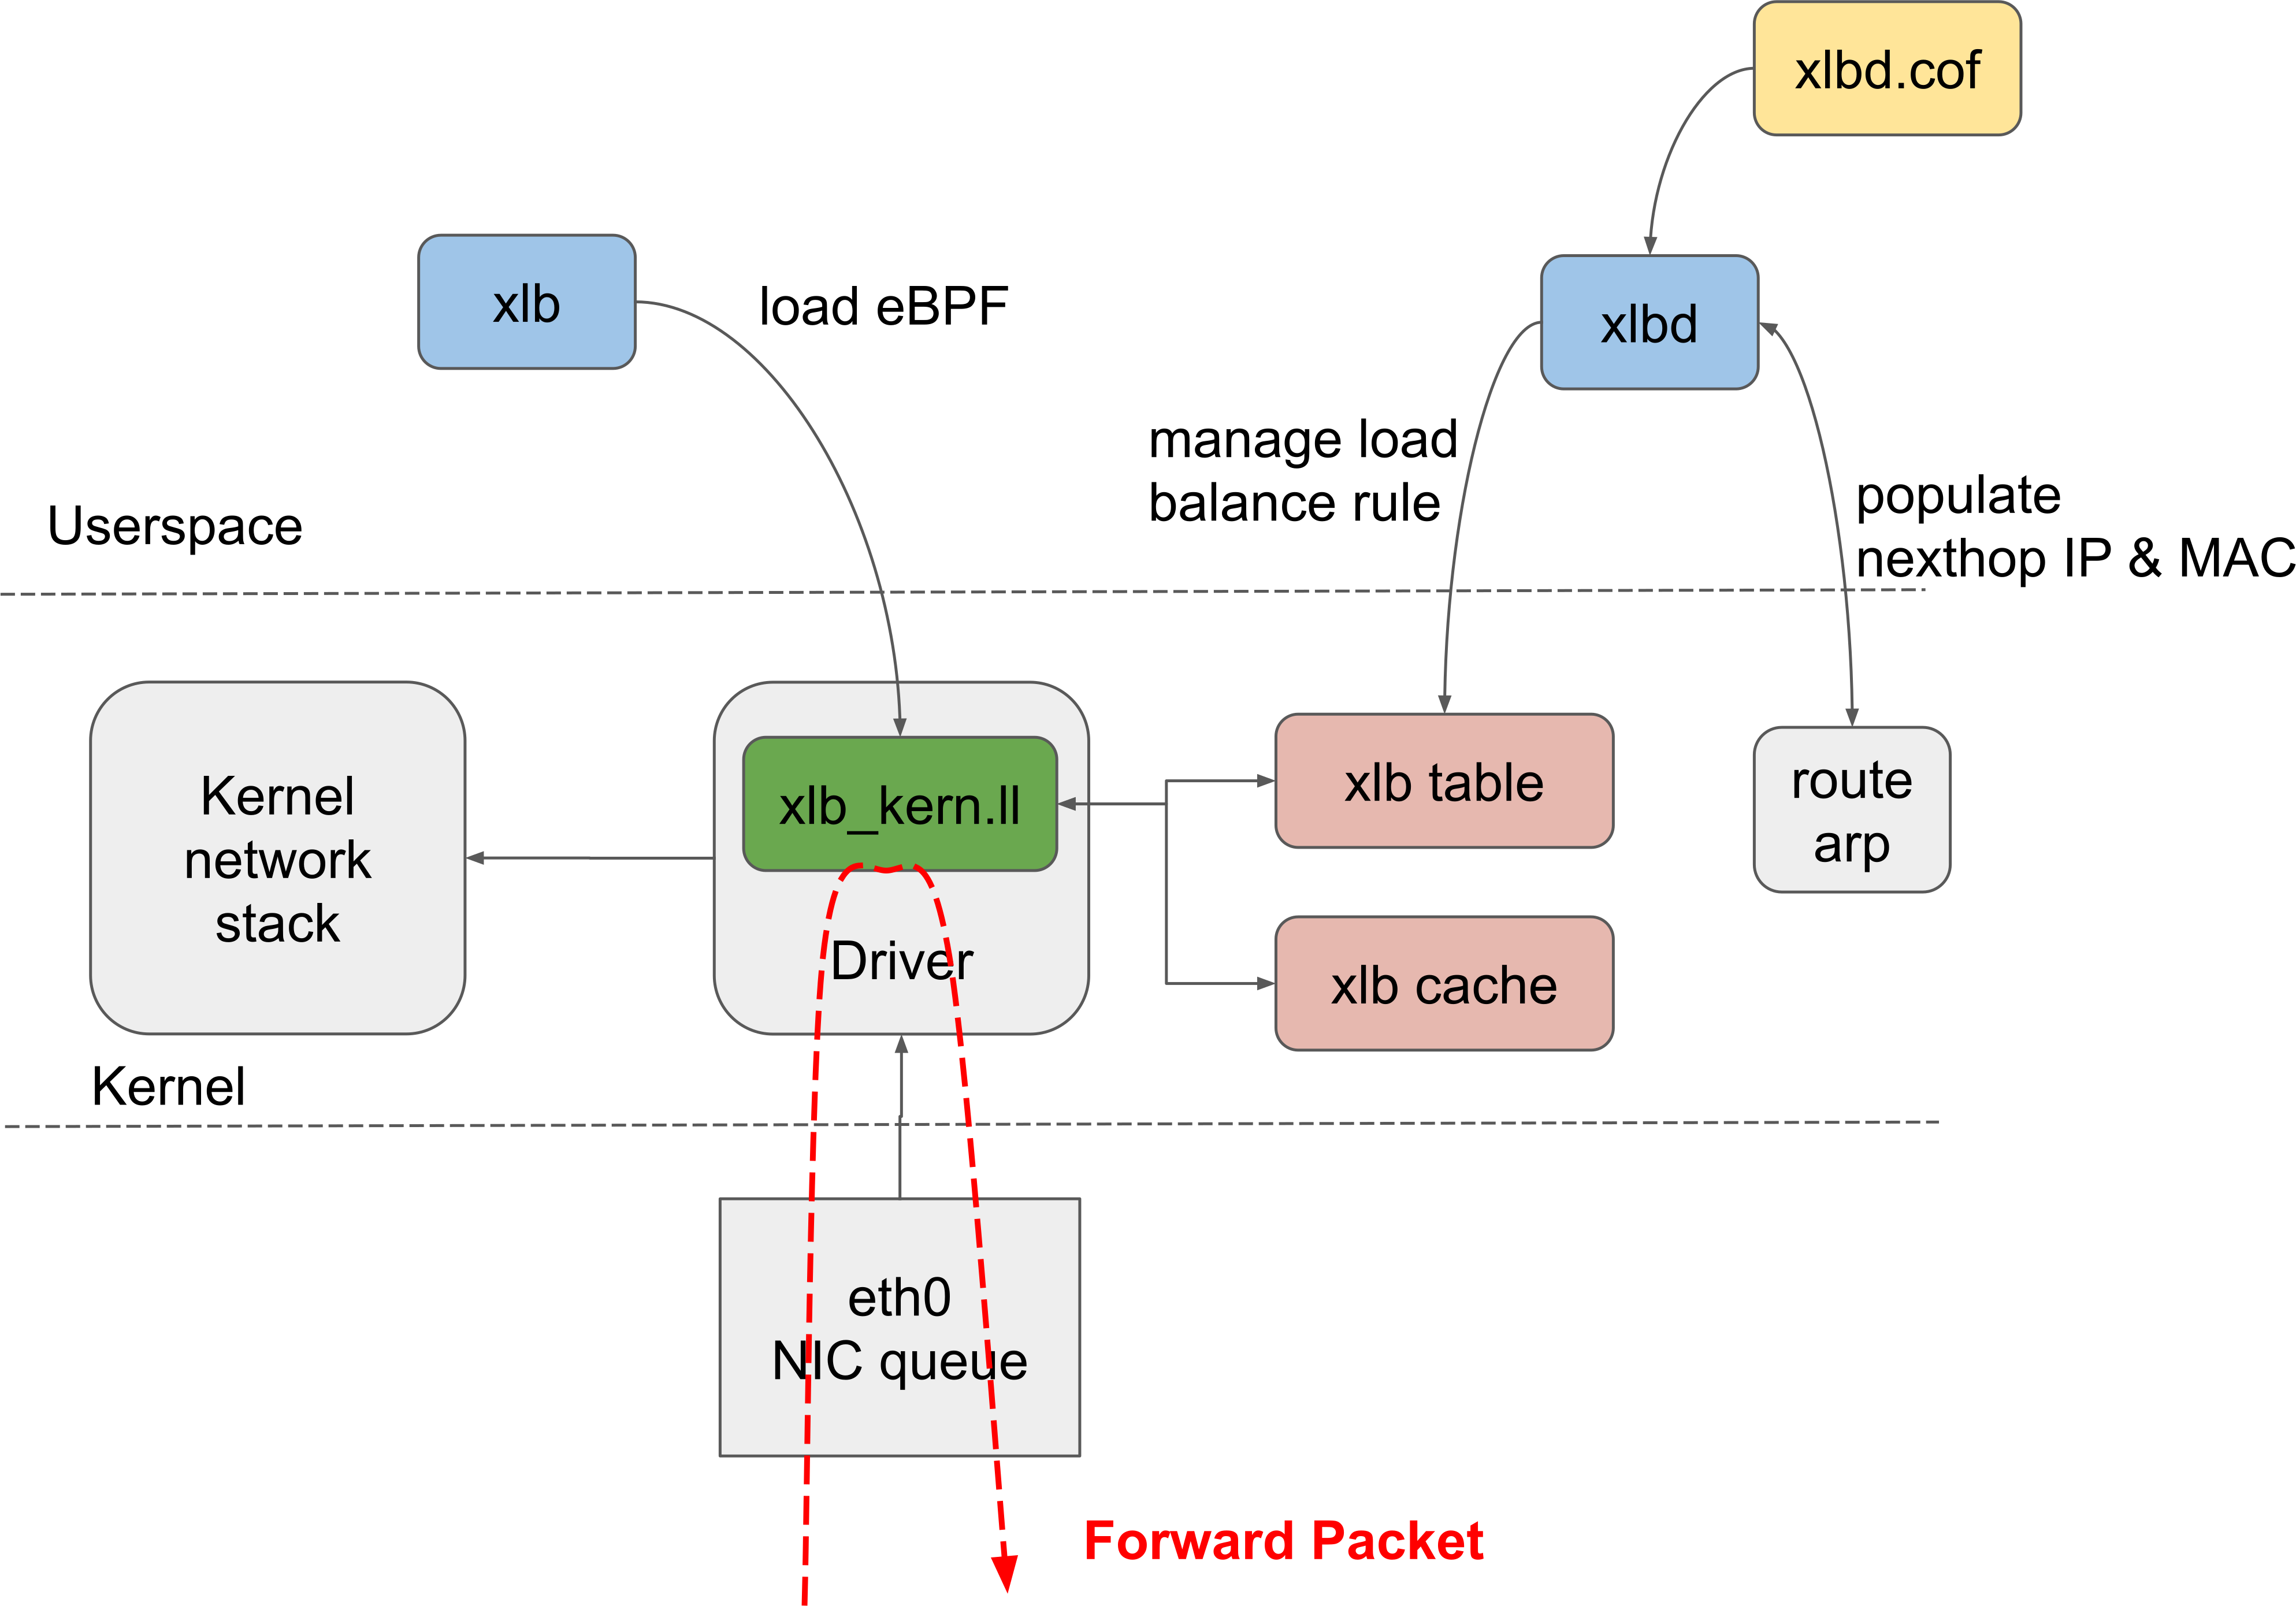 xlbd.cof
xlb
load eBPF
xlbd
manage load
balance rule
populate
nexthop IP & MAC
Userspace
Kernel
network
stack
xlb_kern.ll
Driver
xlb table
xlb cache
route
arp
Kernel
eth0
NIC queue
Forward Packet